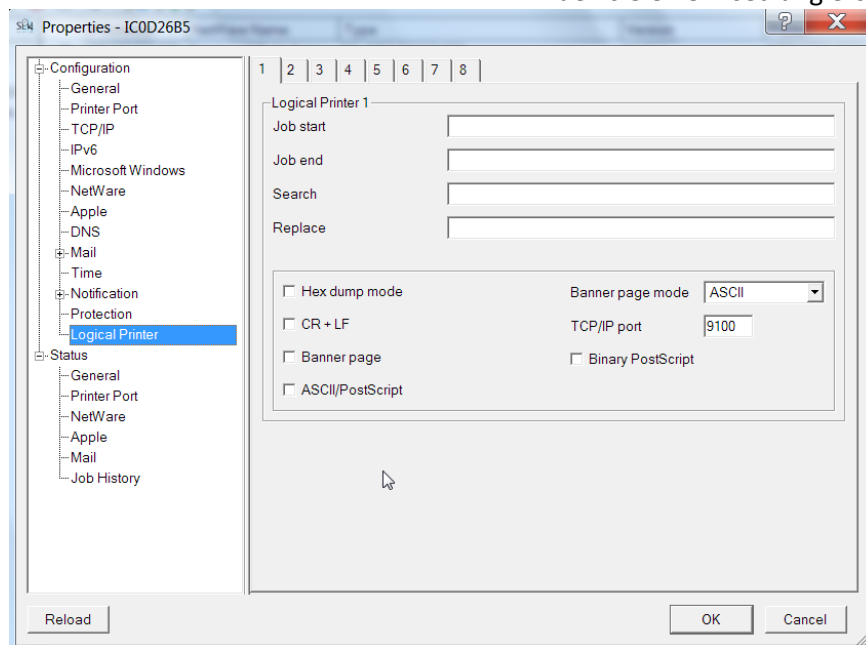 SEH Properties - IC0D26B5
Configuration
General
Printer Port
TCP/IP
IPv6
Microsoft Windows
NetWare
Apple
DNS
Mail
Time
Notification
Protection
Logical Printer
Status
General
Printer Port
NetWare
Apple
Mail
Job History
1 2 3 4 5 6 7 8
Logical Printer 1
Job start
Job end
Search
Replace
Hex dump mode
Banner page mode ASCII
CR + LF
TCP/IP port 9100
Banner page
Binary PostScript
ASCII/PostScript
Reload
OK
Cancel